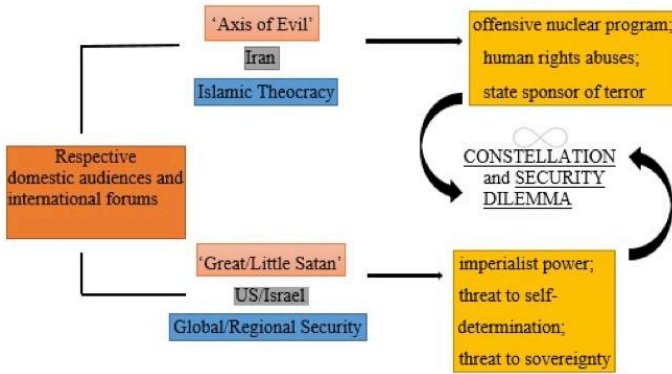 ‘Axis of Evil’
Iran
Islamic Theocracy
offensive nuclear program;
human rights abuses;
state sponsor of terror
Respective
domestic audiences and
international forums
CONSTELLATION
and SECURITY
DILEMMA
‘Great/Little Satan’
US/Israel
Global/Regional Security
imperialist power;
threat to self-
determination;
threat to sovereignty